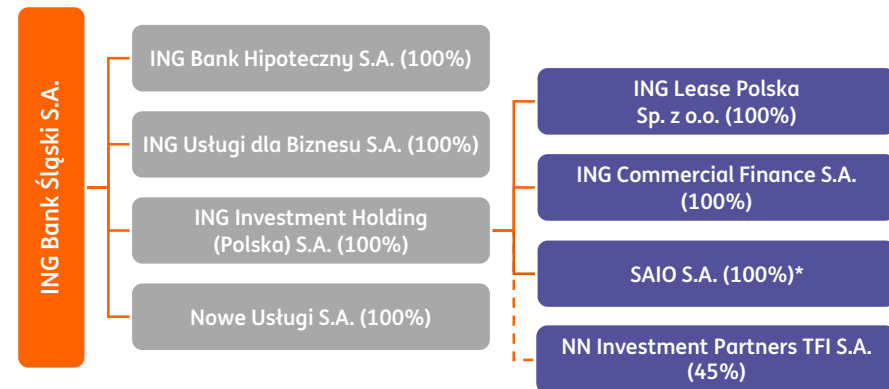 ING Bank Śląski S.A.
ING Bank Hipoteczny S.A. (100%)
ING Usługi dla Biznesu S.A. (100%)
ING Investment Holding
(Polska) S.A. (100%)
Nowe Usługi S.A. (100%)
ING Lease Polska
Sp. z o.o. (100%)
ING Commercial Finance S.A.
(100%)
SAIO S.A. (100%)*
NN Investment Partners TFI S.A.
(45%)